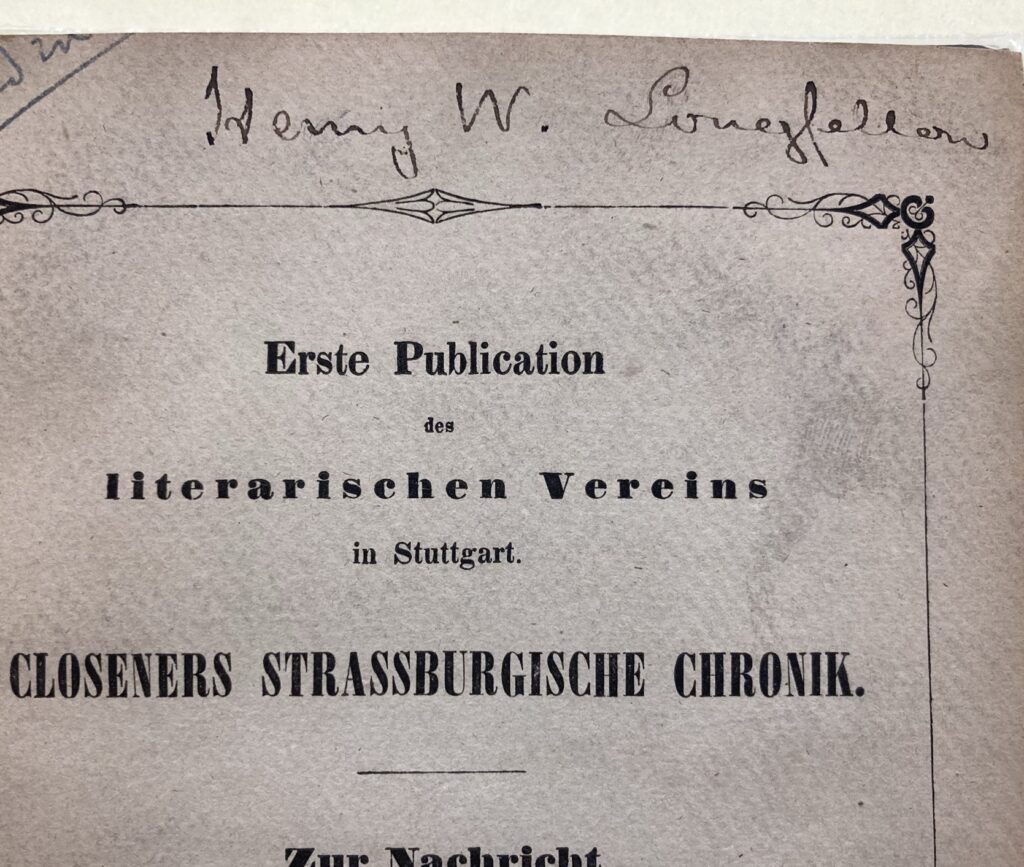 Henry W. Longfellow
Erste Publication
des
literarischen Vereins
in Stuttgart.
CLOSENERS STRASSBURGISCHE CHRONIK.
Zur Nachricht